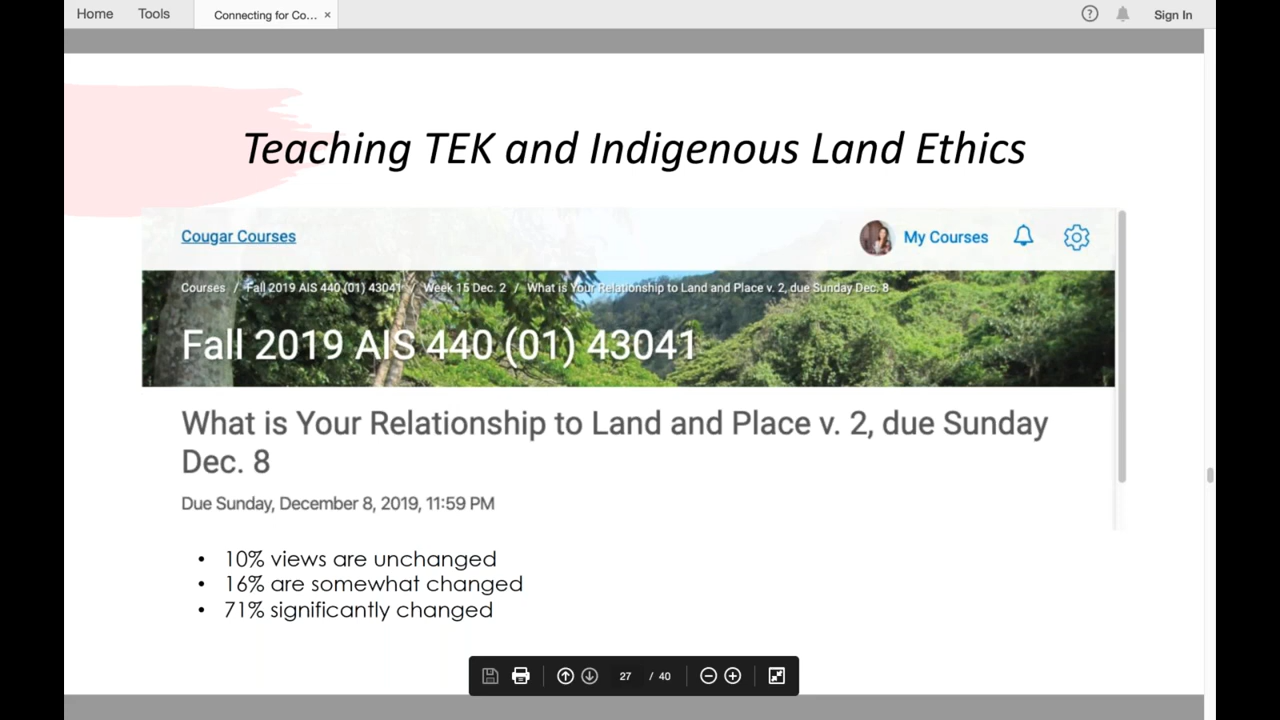 Home Tools Connecting for Co... × Sign In
Teaching TEK and Indigenous Land Ethics
Cougar Courses My Courses
Courses / Fall 2019 AIS 440 (01) 43041 / Week 15 Dec. 2 / What is Your Relationship to Land and Place v. 2, due Sunday Dec. 8
Fall 2019 AIS 440 (01) 43041
What is Your Relationship to Land and Place v. 2, due Sunday
Dec. 8
Due Sunday, December 8, 2019, 11:59 PM
• 10% views are unchanged
• 16% are somewhat changed
• 71% significantly changed
27 / 40